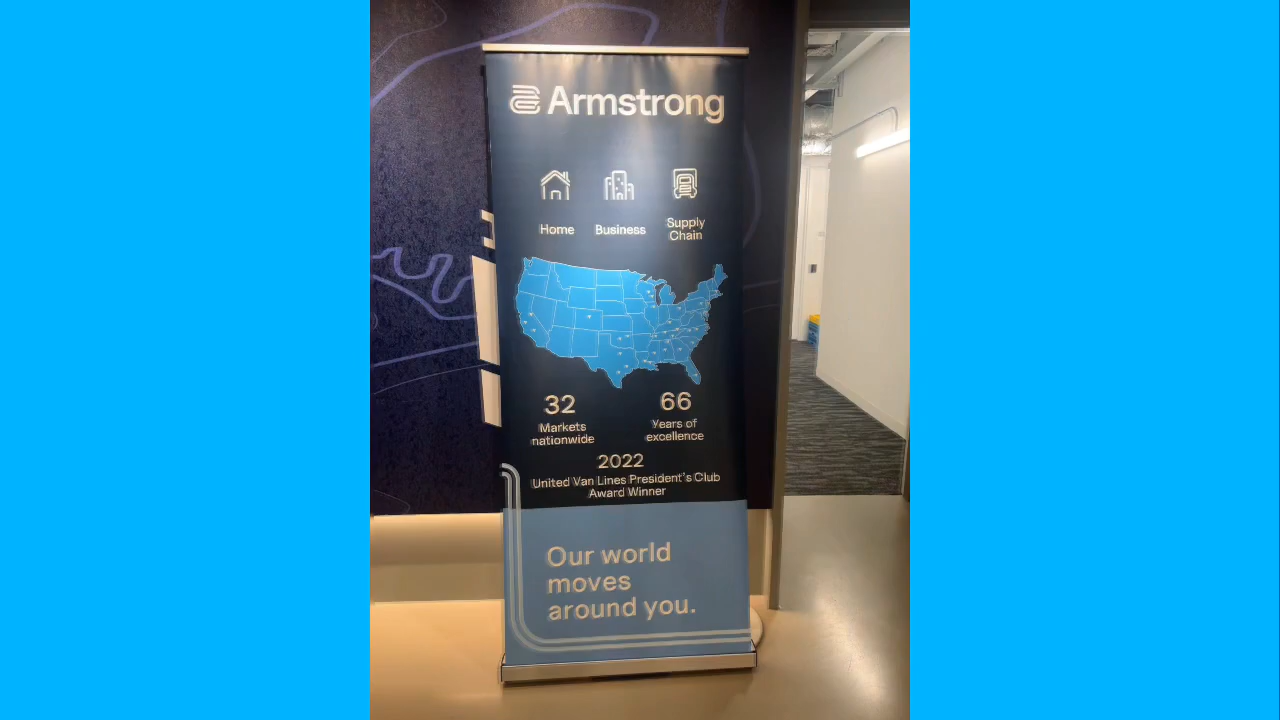 Armstrong
Home
Business
Supply
Chain
32
Markets
nationwide
66
Years of
excellence
2022
United Van Lines President's Club
Award Winner
Our world
moves
around you.